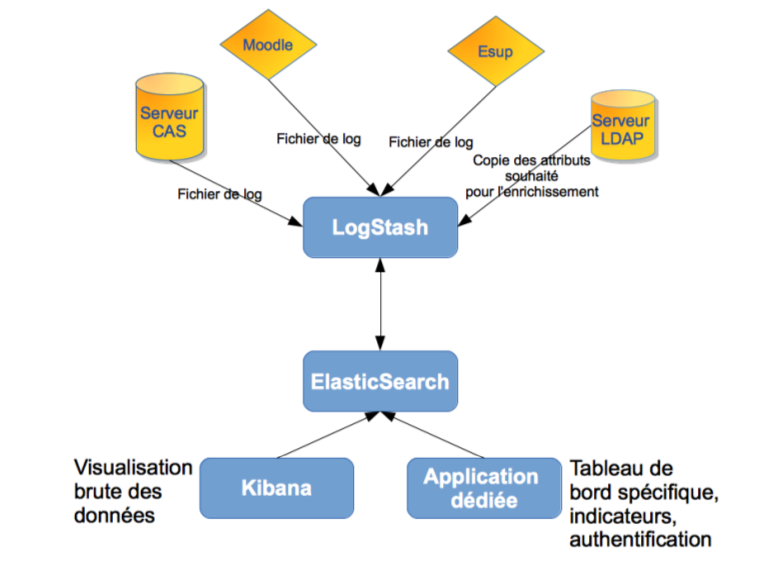 Moodle
Esup
Serveur
CAS
Serveur
LDAP
Fichier de log
Fichier de log
Copie des attributs
souhaité
pour l'enrichissement
Fichier de log
LogStash
ElasticSearch
Visualisation
brute des
données
Kibana
Application
dédiée
Tableau de
bord spécifique,
indicateurs,
authentification